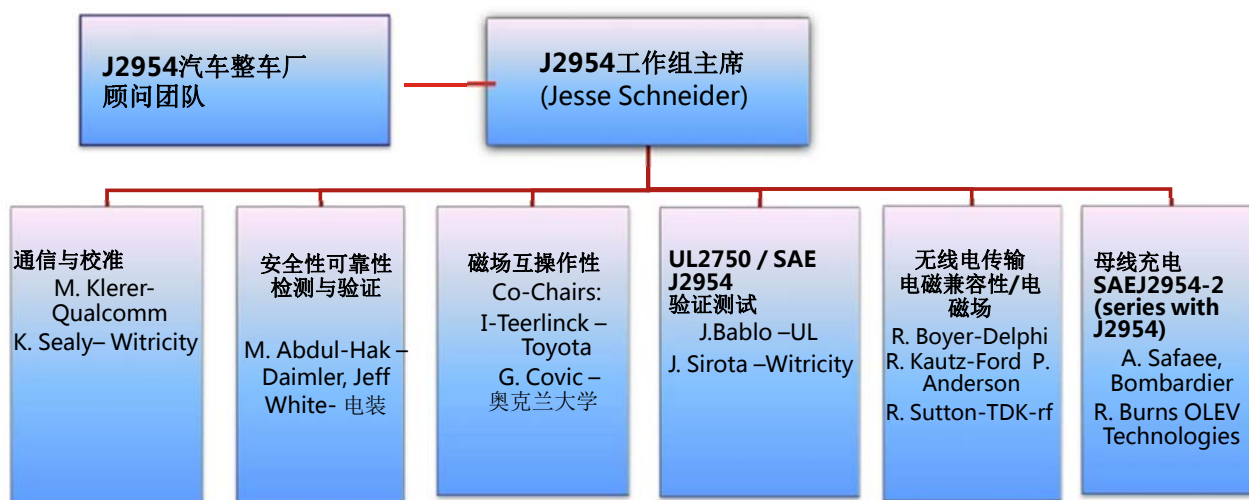 J2954汽车整车厂
顾问团队
J2954工作组主席
(Jesse Schneider)
通信与校准
M. Klerer-
Qualcomm
K. Sealy– Witricity
安全性可靠性
检测与验证
M. Abdul-Hak –
Daimler, Jeff
White- 电装
磁场互操作性
Co-Chairs:
I-Teerlinck –
Toyota
G. Covic –
奥克兰大学
UL2750 / SAE
J2954
验证测试
J.Bablo –UL
J. Sirota –Witricity
无线电传输
电磁兼容性/电
磁场
R. Boyer-Delphi
R. Kautz-Ford P.
Anderson
R. Sutton-TDK-rf
母线充电
SAEJ2954-2
(series with
J2954)
A. Safaee,
Bombardier
R. Burns OLEV
Technologies